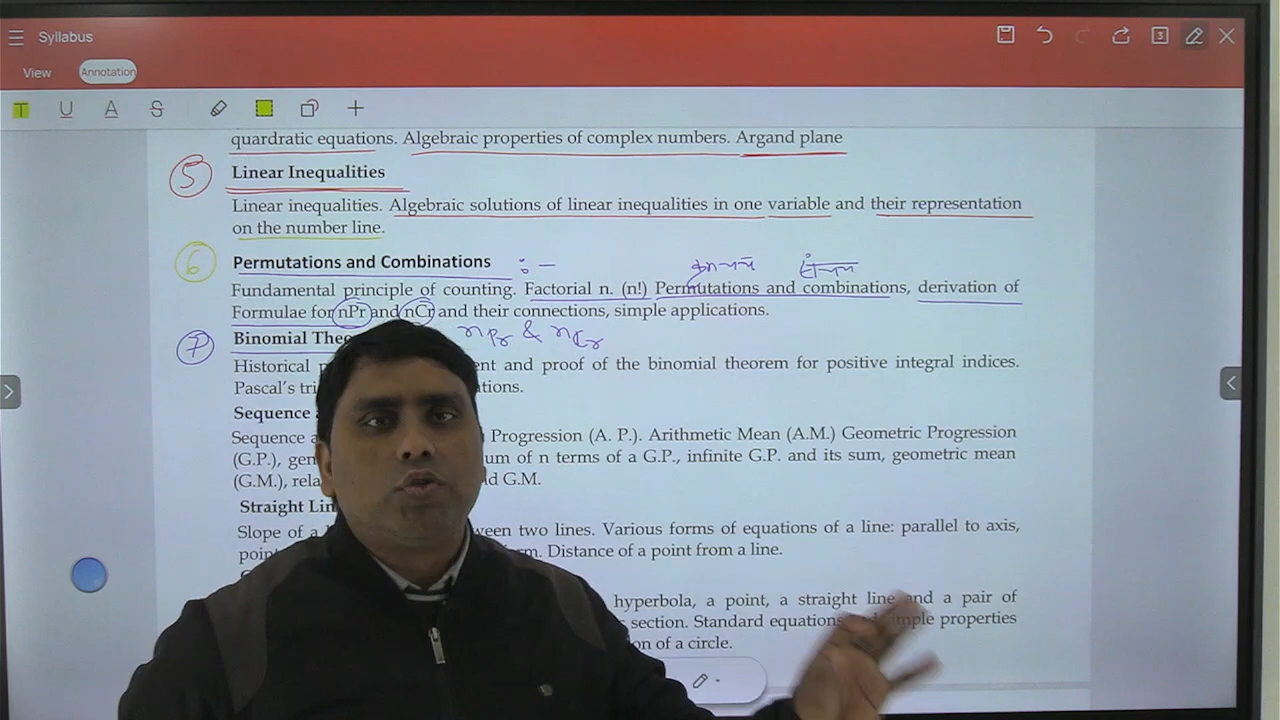 Syllabus
View Annotation
T U A S
quardratic equations. Algebraic properties of complex numbers. Argand plane
5 Linear Inequalities
Linear inequalities. Algebraic solutions of linear inequalities in one variable and their representation
on the number line.
6 Permutations and Combinations :-
Fundamental principle of counting. Factorial n. (n!) Permutations and combinations, derivation of
Formulae for nPr and nCr and their connections, simple applications.
7 Binomial Theo nPr & nCr
Historical and proof of the binomial theorem for positive integral indices.
Pascal's tri
Sequence
Sequence Progression (A. P.). Arithmetic Mean (A.M.) Geometric Progression
(G.P.), gen um of n terms of a G.P., infinite G.P. and its sum, geometric mean
(G.M.), rela G.M.
Straight Lin
Slope of a ween two lines. Various forms of equations of a line: parallel to axis,
poin Distance of a point from a line.
hyperbola, a point, a straight line and a pair of
section. Standard equations properties
of a circle.